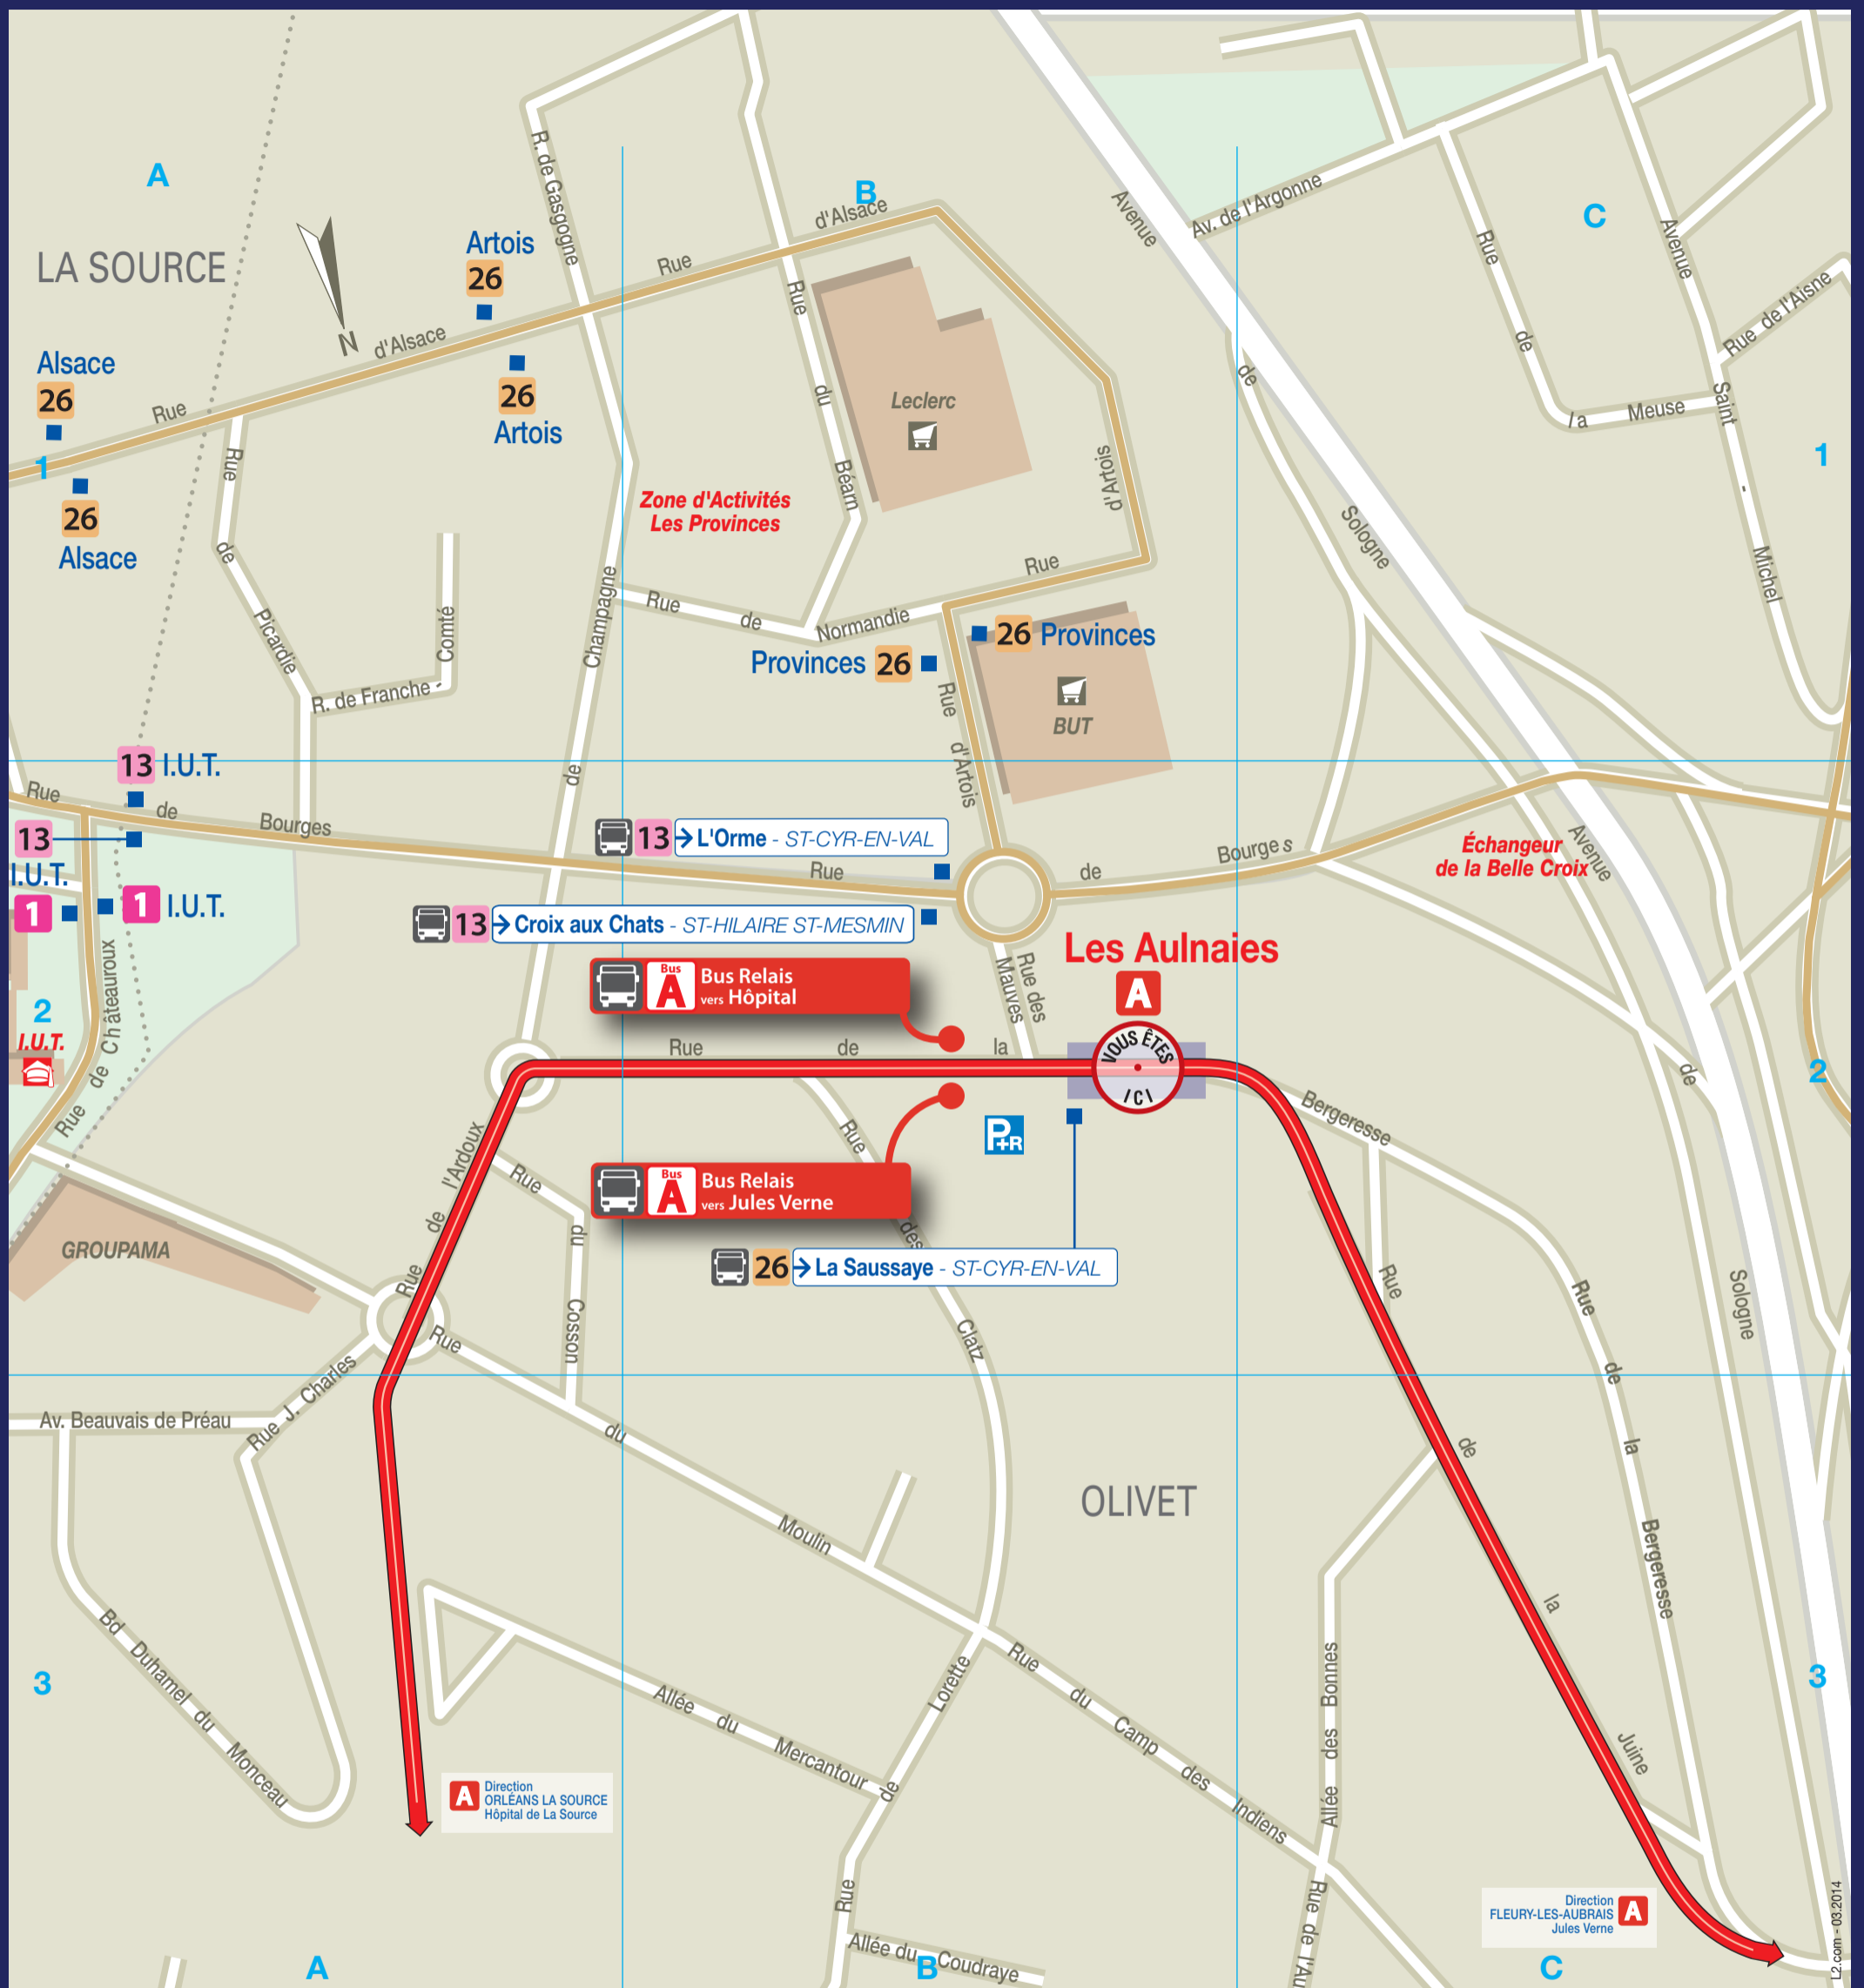 A
B
C
LA SOURCE
N
R. de Gasgogne
Rue
d'Alsace
Artois
26
26
Artois
Alsace
26
1
26
Alsace
Rue
d'Alsace
Rue
du
Béarn
Leclerc
Zone d'Activités
Les Provinces
Rue
d'Artois
Avenue
de
Sologne
Av. de l'Argonne
Rue
de
la
Meuse
Avenue
Saint
-
Michel
Rue de l'Aisne
1
Rue
de
Picardie
R. de Franche -
Comté
Rue
de
Normandie
Champagne
de
Provinces 26
26 Provinces
BUT
Rue
d'Artois
13 I.U.T.
Rue
de
Bourges
13
I.U.T.
1
1 I.U.T.
13 L'Orme - ST-CYR-EN-VAL
Rue
de
Bourges
Échangeur
de la Belle Croix
Avenue
de
Sologne
13 Croix aux Chats - ST-HILAIRE ST-MESMIN
Les Aulnaies
A
VOUS ÊTES
ICI
Bus
A
Bus Relais
vers Hôpital
Rue des
Mauves
2
I.U.T.
Rue
de
Châteauroux
Rue
de
la
Bergeresse
2
P+R
Bus
A
Bus Relais
vers Jules Verne
26 La Saussaye - ST-CYR-EN-VAL
Rue
des
Clatz
Rue
de
l'Ardoux
Rue
du
Cosson
GROUPAMA
Rue
de
la
Bergeresse
Rue
de
la
Juine
Av. Beauvais de Préau
Rue J. Charles
Rue
du
Moulin
OLIVET
Bd Duhamel du Monceau
3
3
Allée du Mercantour
Rue
de
Lorette
Rue
du
Camp
des
Indiens
Allée des Bonnes
A
Direction
ORLÉANS LA SOURCE
Hôpital de La Source
Direction
FLEURY-LES-AUBRAIS
Jules Verne
A
Allée du Coudraye
Rue de l'Au
L2.com - 03.2014
A
B
C